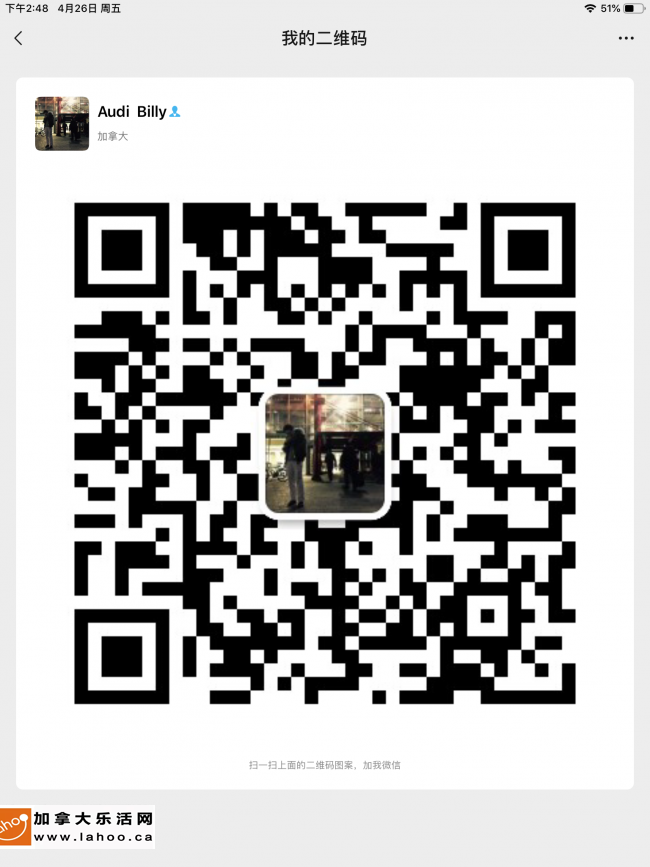 下午2:48 4月26日 周五 51%
我的二维码
Audi Billy
加拿大
扫一扫上面的二维码图案，加我微信
lahoo
加拿大乐活网
www.lahoo.ca